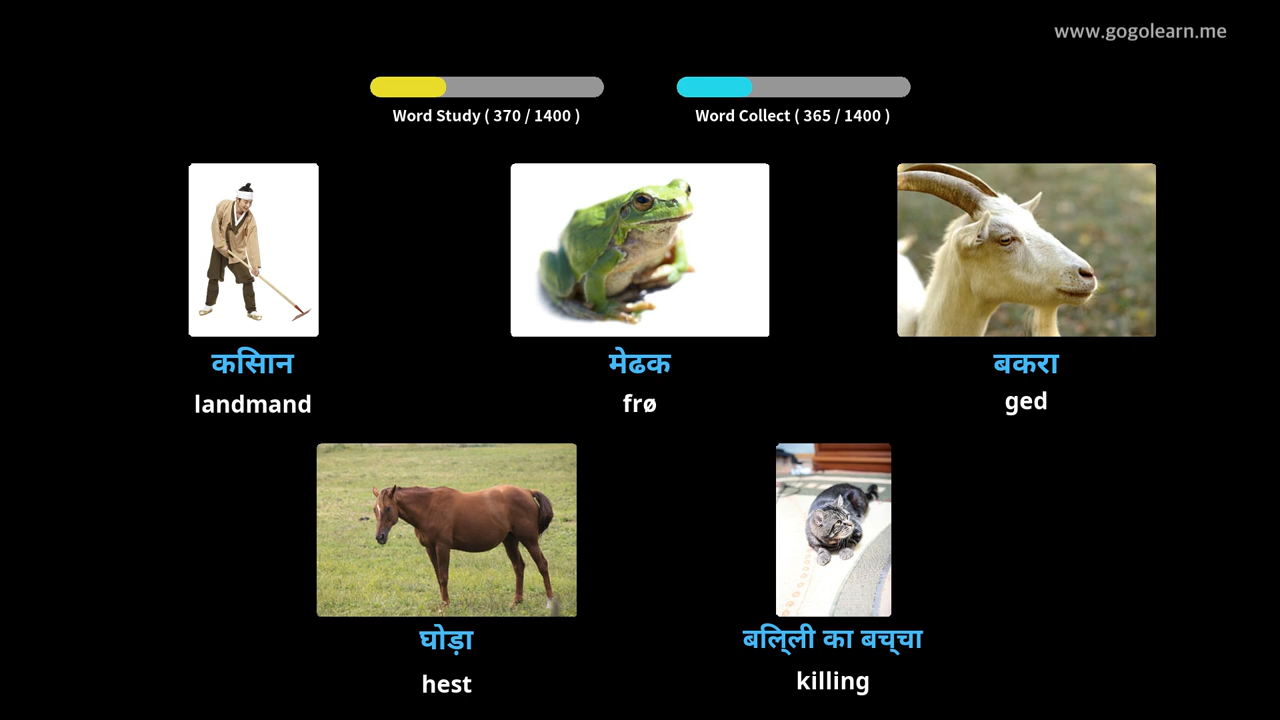 www.gogolearn.me
Word Study ( 370 / 1400 )
Word Collect ( 365 / 1400 )
किसान
landmand
मेढक
frø
बकरा
ged
घोड़ा
hest
बिल्ली का बच्चा
killing